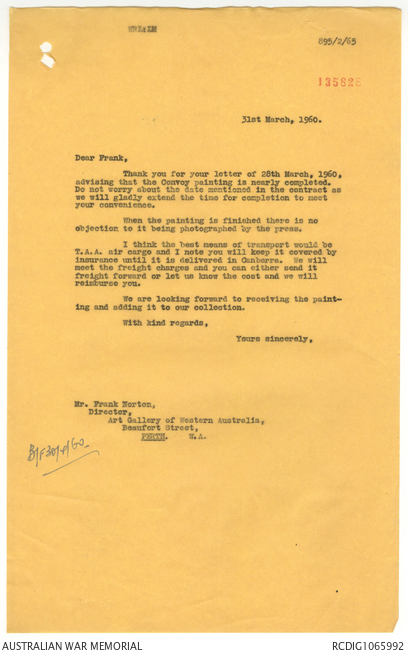 WRL:LM
895/2/65
135626
31st March, 1960.
Dear Frank,
Thank you for your letter of 28th March, 1960,
advising that the Convoy painting is nearly completed.
Do not worry about the date mentioned in the contract as
we will gladly extend the time for completion to meet
your convenience.
When the painting is finished there is no
objection to it being photographed by the press.
I think the best means of transport would be
T.A.A. air cargo and I note you will keep it covered by
insurance until it is delivered in Canberra. We will
meet the freight charges and you can either send it
freight forward or let us know the cost and we will
reimburse you.
We are looking forward to receiving the paint-
ing and adding it to our collection.
With kind regards,
Yours sincerely,
Mr. Frank Norton,
Director,
Art Gallery of Western Australia,
Beaufort Street,
PERTH. W.A.
B/F 30/4/60
AUSTRALIAN WAR MEMORIAL
RCDIG1065992